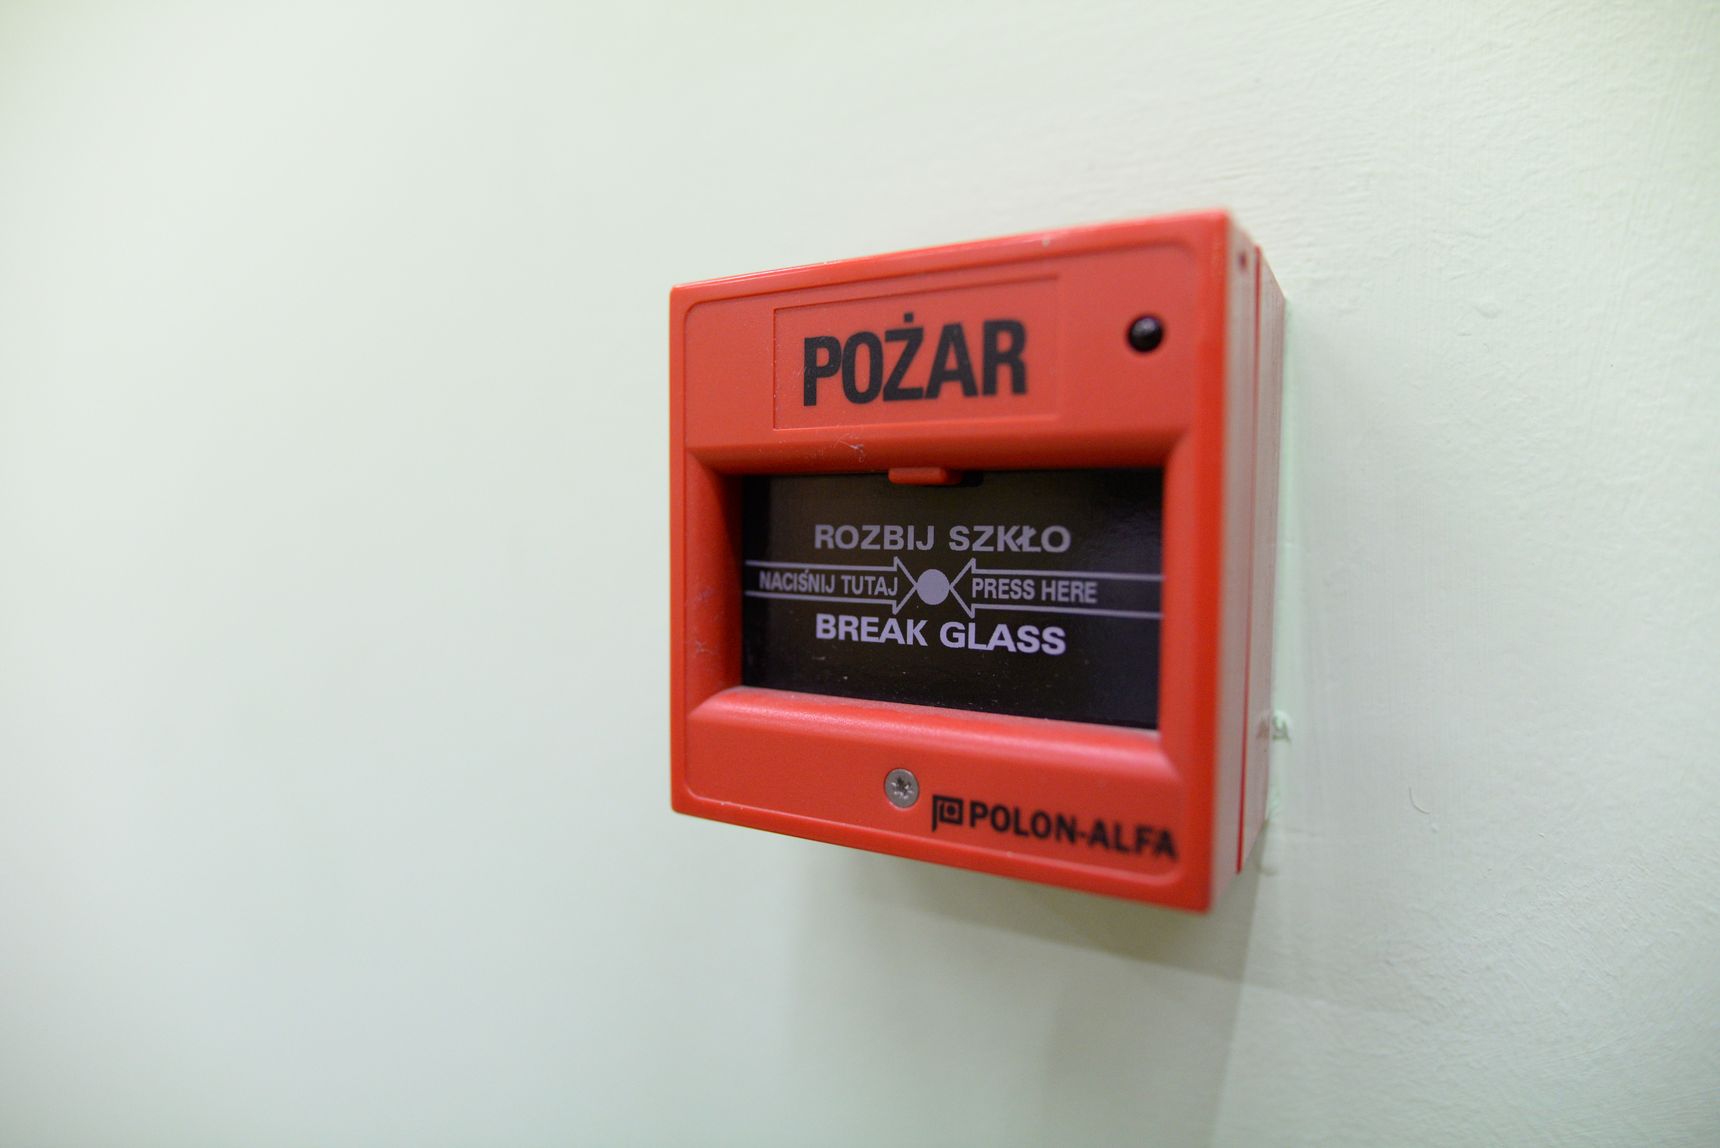 POŻAR
ROZBIJ SZKŁO
NACIŚNIJ TUTAJ PRESS HERE
BREAK GLASS
POLON-ALFA